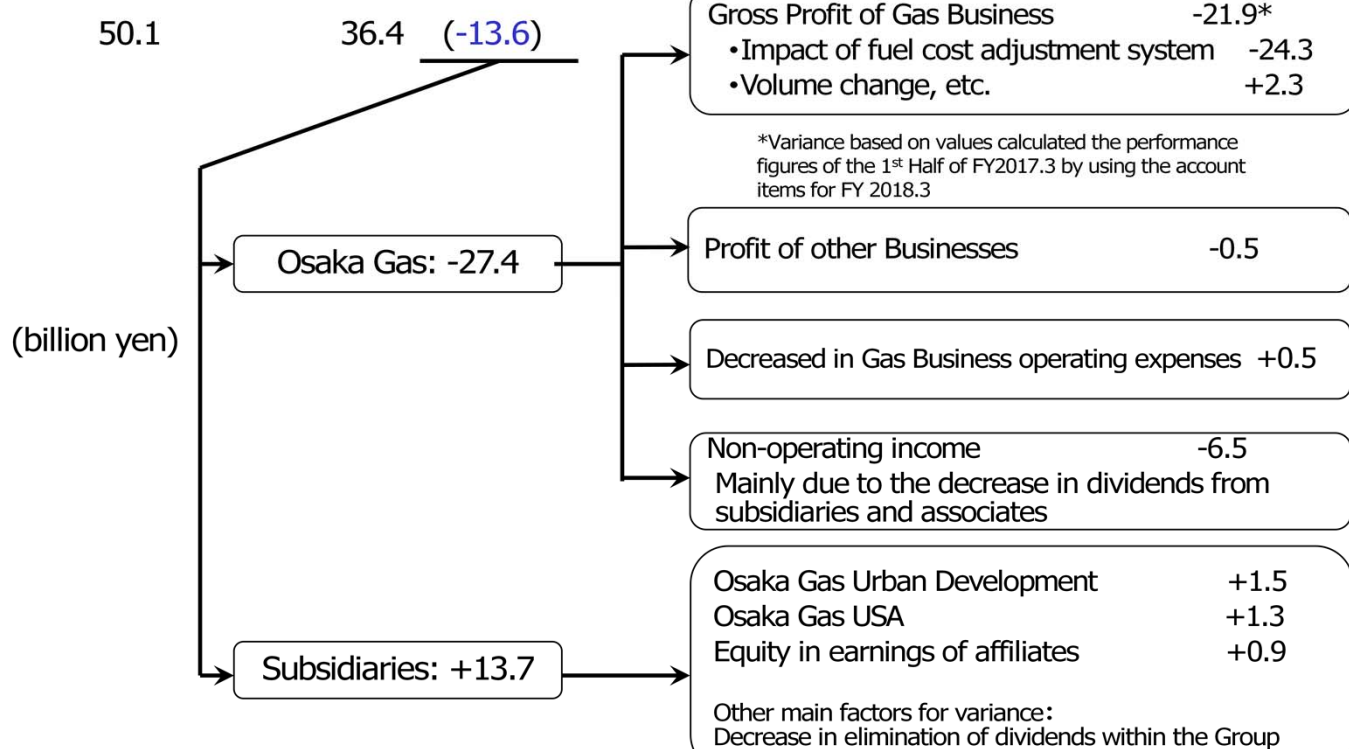 50.1 36.4 (-13.6)
Gross Profit of Gas Business -21.9*
•Impact of fuel cost adjustment system -24.3
•Volume change, etc. +2.3
*Variance based on values calculated the performance
figures of the 1st Half of FY2017.3 by using the account
items for FY 2018.3
Osaka Gas: -27.4
Profit of other Businesses -0.5
(billion yen)
Decreased in Gas Business operating expenses +0.5
Non-operating income -6.5
Mainly due to the decrease in dividends from
subsidiaries and associates
Subsidiaries: +13.7
Osaka Gas Urban Development +1.5
Osaka Gas USA +1.3
Equity in earnings of affiliates +0.9
Other main factors for variance:
Decrease in elimination of dividends within the Group